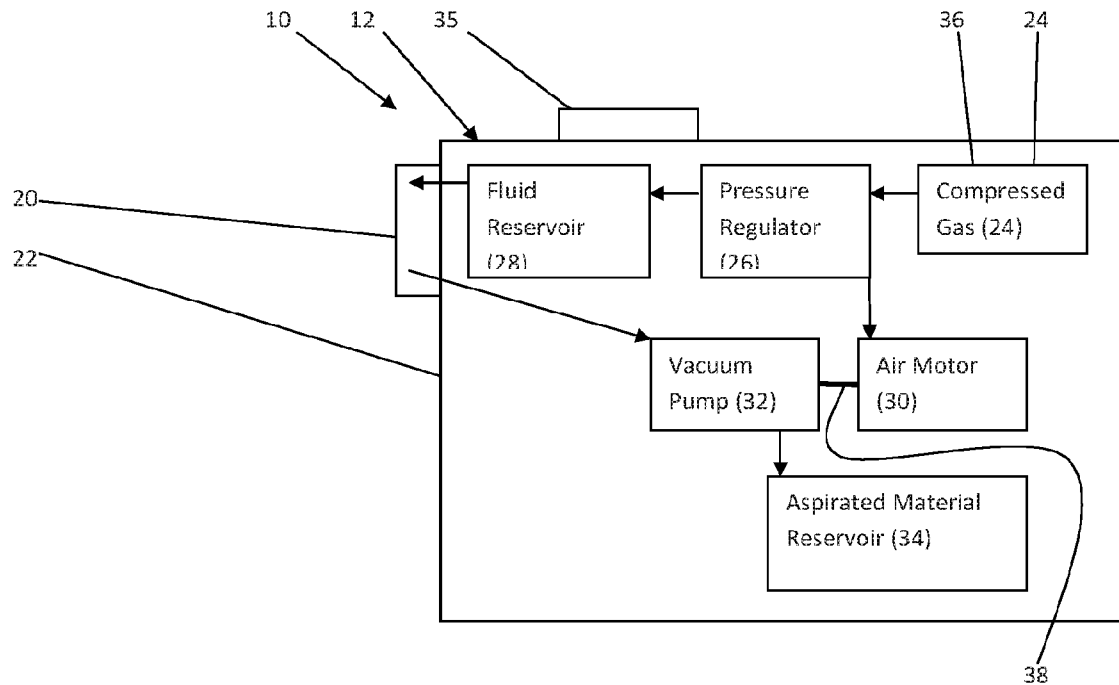 10 12 35 36 24
20
22
Fluid
Reservoir
(28)
Pressure
Regulator
(26)
Compressed
Gas (24)
Vacuum
Pump (32)
Air Motor
(30)
Aspirated Material
Reservoir (34)
38